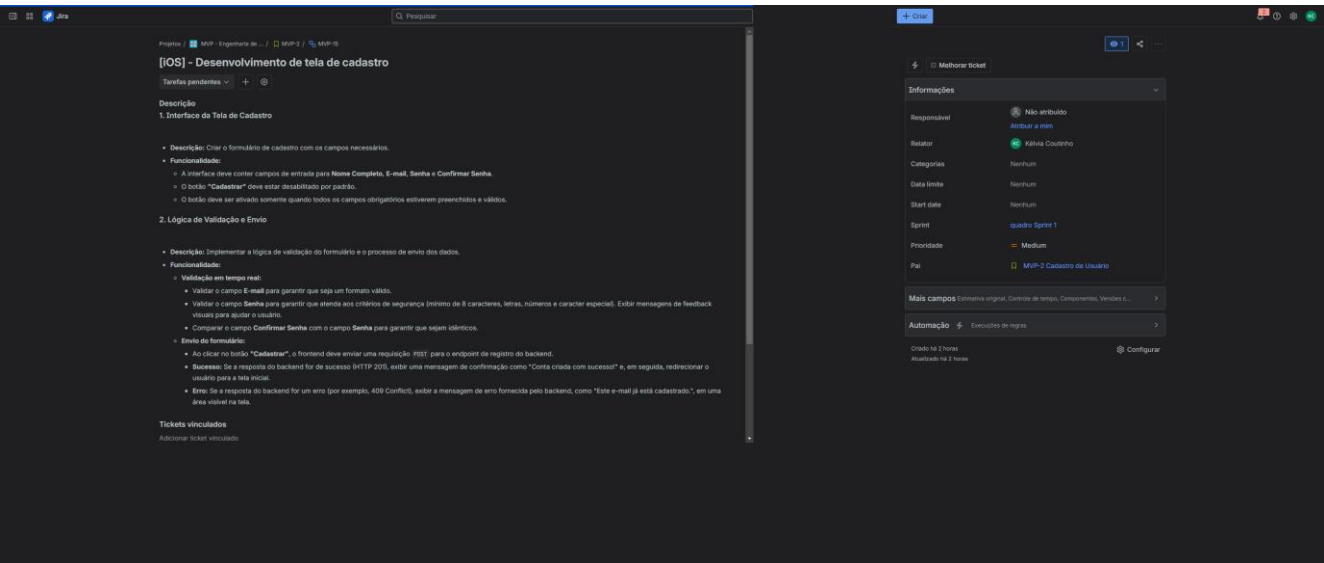 Jira
Pesquisar
+ Criar
Projetos / MVP - Engenharia de ... / MVP-2 / MVP-15
[iOS] - Desenvolvimento de tela de cadastro
Tarefas pendentes
Descrição
1. Interface da Tela de Cadastro
Descrição: Criar o formulário de cadastro com os campos necessários.
Funcionalidade:
A interface deve conter campos de entrada para Nome Completo, E-mail, Senha e Confirmar Senha.
O botão "Cadastrar" deve estar desabilitado por padrão.
O botão deve ser ativado somente quando todos os campos obrigatórios estiverem preenchidos e válidos.
2. Lógica de Validação e Envio
Descrição: Implementar a lógica de validação do formulário e o processo de envio dos dados.
Funcionalidade:
Validação em tempo real:
Validar o campo E-mail para garantir que seja um formato válido.
Validar o campo Senha para garantir que atenda aos critérios de segurança (mínimo de 8 caracteres, letras, números e caracter especial). Exibir mensagens de feedback
visuais para ajudar o usuário.
Comparar o campo Confirmar Senha com o campo Senha para garantir que sejam idênticos.
Envio do formulário:
Ao clicar no botão "Cadastrar", o frontend deve enviar uma requisição POST para o endpoint de registro do backend.
Sucesso: Se a resposta do backend for de sucesso (HTTP 201), exibir uma mensagem de confirmação como "Conta criada com sucesso!" e, em seguida, redirecionar o
usuário para a tela inicial.
Erro: Se a resposta do backend for um erro (por exemplo, 409 Conflict), exibir a mensagem de erro fornecida pelo backend, como "Este e-mail já está cadastrado.", em uma
área visível na tela.
Tickets vinculados
Adicionar ticket vinculado
1
Melhorar ticket
Informações
Responsável
Não atribuído
Atribuir a mim
Relator
KC Kélvia Coutinho
Categorias
Nenhum
Data limite
Nenhum
Start date
Nenhum
Sprint
quadro Sprint 1
Prioridade
Medium
Pai
MVP-2 Cadastro de Usuário
Mais campos Estimativa original, Controle de tempo, Componentes, Versões c...
Automação Execuções de regras
Criado há 2 horas
Atualizado há 2 horas
Configurar